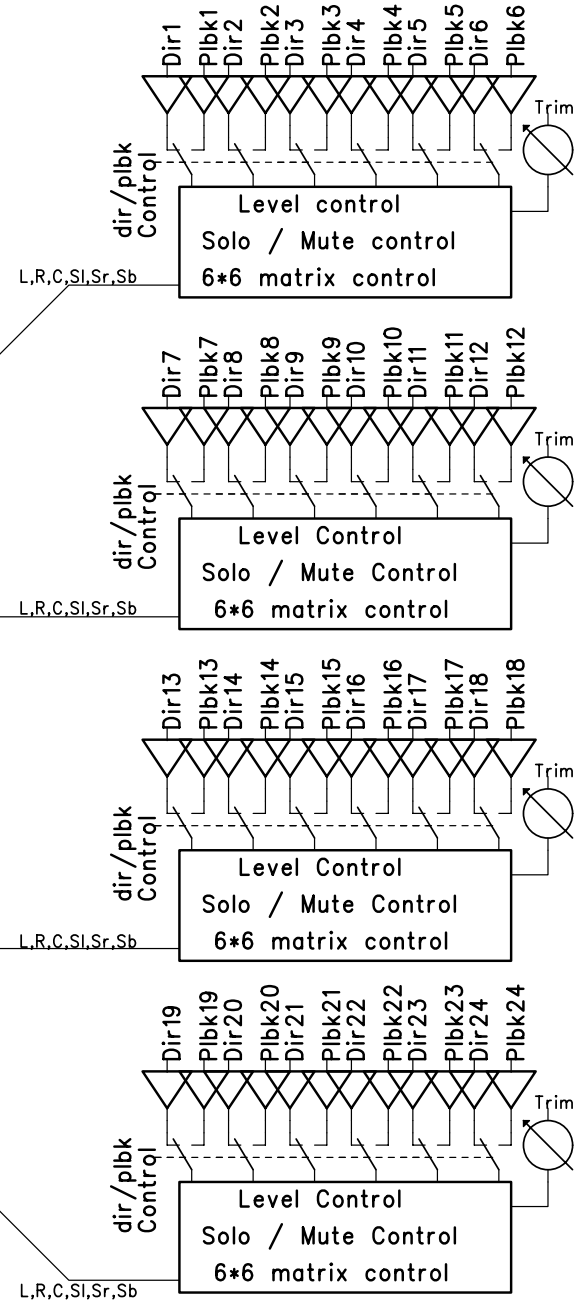 Dir1
Plbk1
Dir2
Plbk2
Dir3
Plbk3
Dir4
Plbk4
Dir5
Plbk5
Dir6
Plbk6
Trim
dir/plbk
Control
Level control
Solo / Mute control
6*6 matrix control
L,R,C,Sl,Sr,Sb
Dir7
Plbk7
Dir8
Plbk8
Dir9
Plbk9
Dir10
Plbk10
Dir11
Plbk11
Dir12
Plbk12
Trim
dir/plbk
Control
Level Control
Solo / Mute Control
6*6 matrix control
L,R,C,Sl,Sr,Sb
Dir13
Plbk13
Dir14
Plbk14
Dir15
Plbk15
Dir16
Plbk16
Dir17
Plbk17
Dir18
Plbk18
Trim
dir/plbk
Control
Level Control
Solo / Mute Control
6*6 matrix control
L,R,C,Sl,Sr,Sb
Dir19
Plbk19
Dir20
Plbk20
Dir21
Plbk21
Dir22
Plbk22
Dir23
Plbk23
Dir24
Plbk24
Trim
dir/plbk
Control
Level Control
Solo / Mute Control
6*6 matrix control
L,R,C,Sl,Sr,Sb